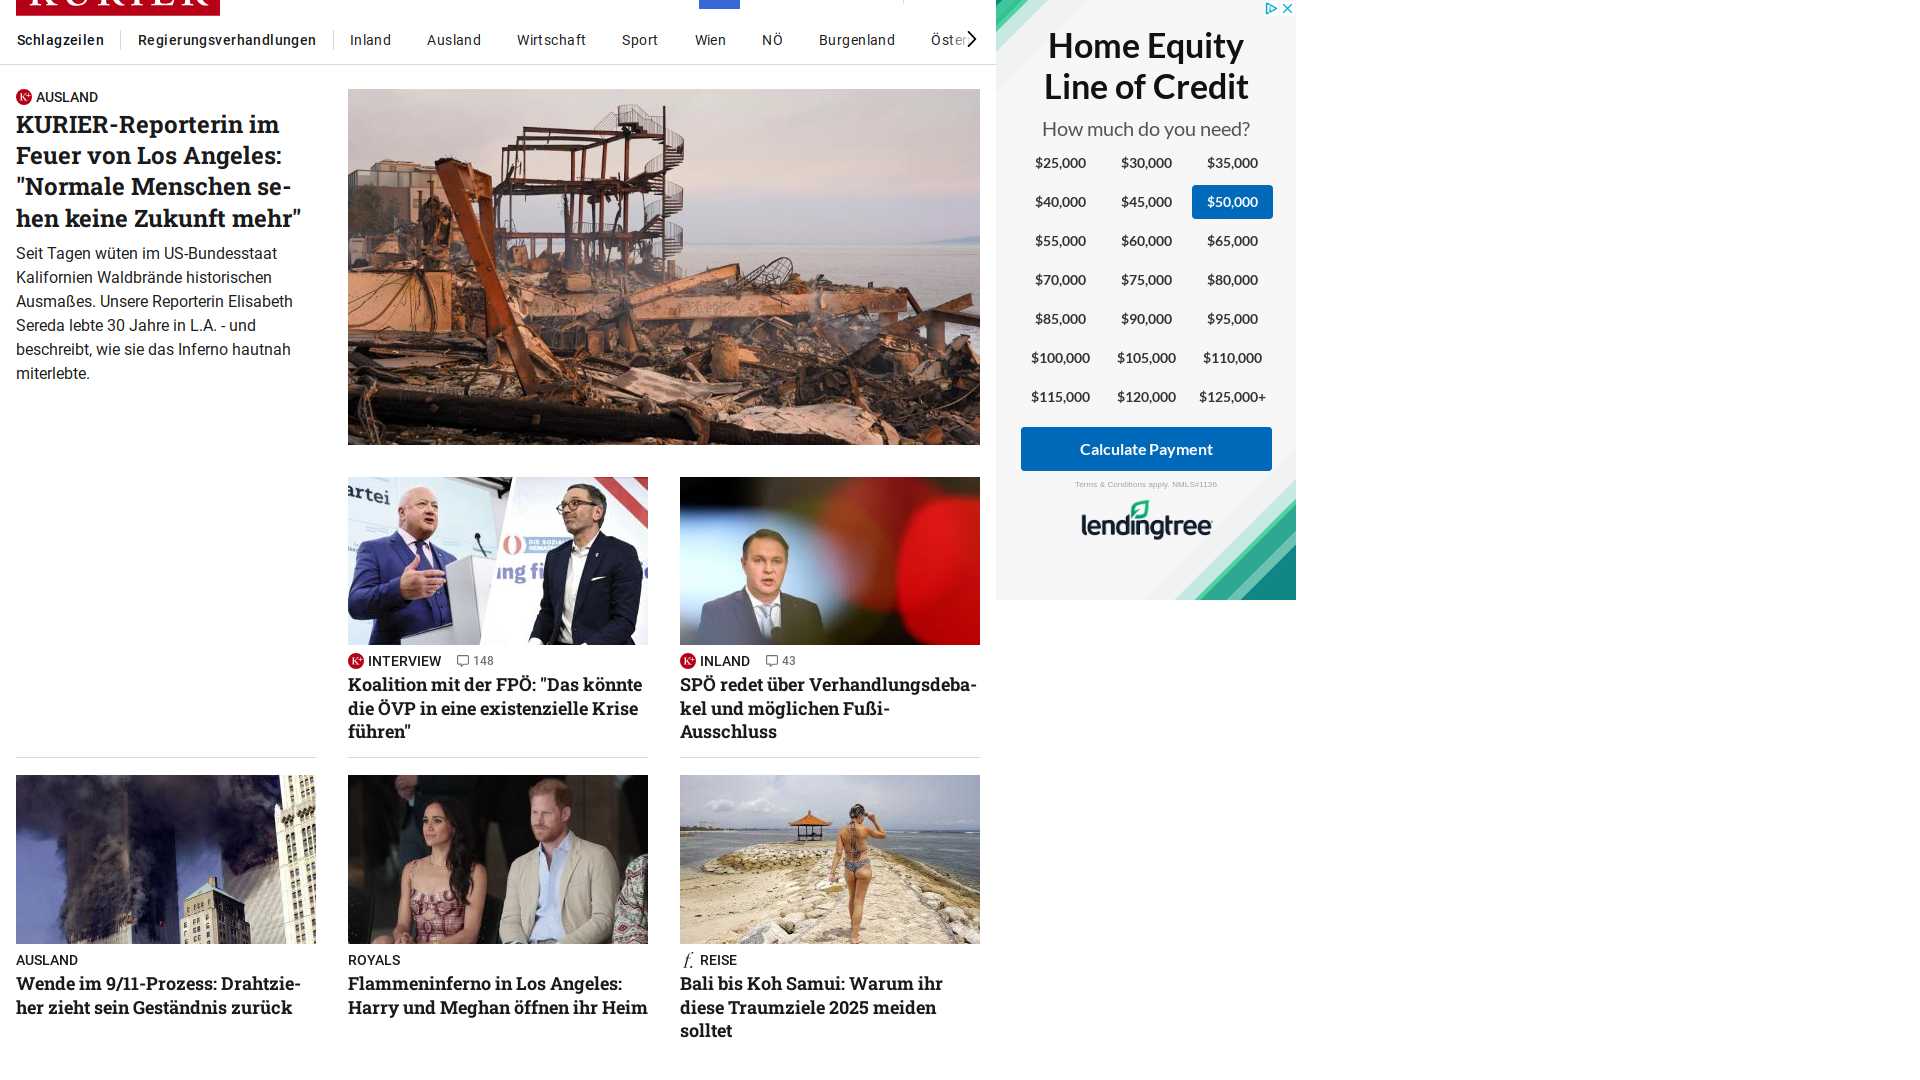 KURIER
Schlagzeilen
Regierungsverhandlungen
Inland
Ausland
Wirtschaft
Sport
Wien
NÖ
Burgenland
Öster
AUSLAND
KURIER-Reporterin im
Feuer von Los Angeles:
"Normale Menschen se-
hen keine Zukunft mehr"
Seit Tagen wüten im US-Bundesstaat
Kalifornien Waldbrände historischen
Ausmaßes. Unsere Reporterin Elisabeth
Sereda lebte 30 Jahre in L.A. - und
beschreibt, wie sie das Inferno hautnah
miterlebte.
INTERVIEW 148
Koalition mit der FPÖ: "Das könnte
die ÖVP in eine existenzielle Krise
führen"
INLAND 43
SPÖ redet über Verhandlungsdeba-
kel und möglichen Fußi-
Ausschluss
AUSLAND
Wende im 9/11-Prozess: Drahtzie-
her zieht sein Geständnis zurück
ROYALS
Flammeninferno in Los Angeles:
Harry und Meghan öffnen ihr Heim
f. REISE
Bali bis Koh Samui: Warum ihr
diese Traumziele 2025 meiden
solltet
Home Equity
Line of Credit
How much do you need?
$25,000 $30,000 $35,000
$40,000 $45,000 $50,000
$55,000 $60,000 $65,000
$70,000 $75,000 $80,000
$85,000 $90,000 $95,000
$100,000 $105,000 $110,000
$115,000 $120,000 $125,000+
Calculate Payment
Terms & Conditions apply. NMLS#1136
lendingtree